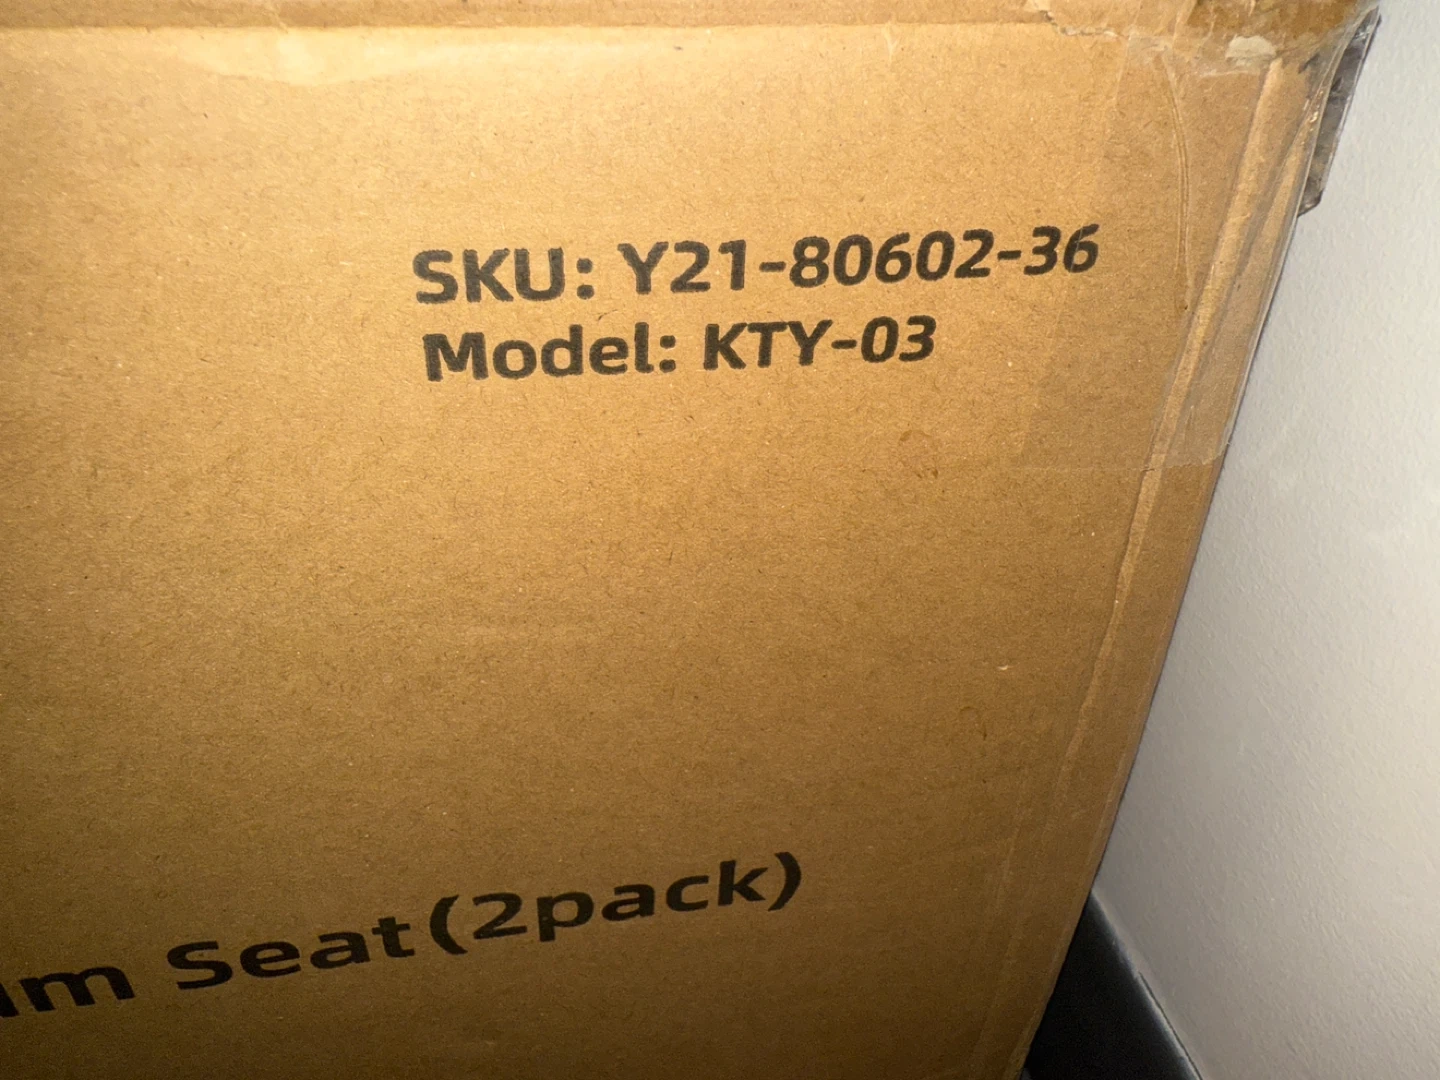 SKU: Y21-80602-36
Model: KTY-03
Seat(2pack)